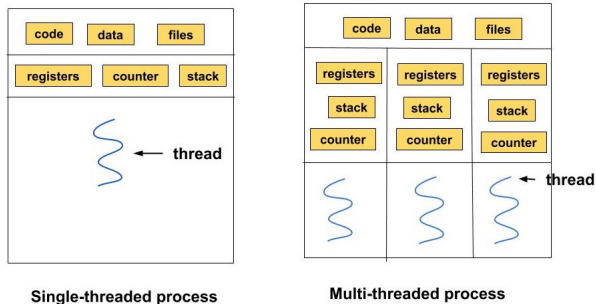 code data files
registers counter stack
thread
Single-threaded process
code data files
registers registers registers
stack stack stack
counter counter counter
thread
Multi-threaded process